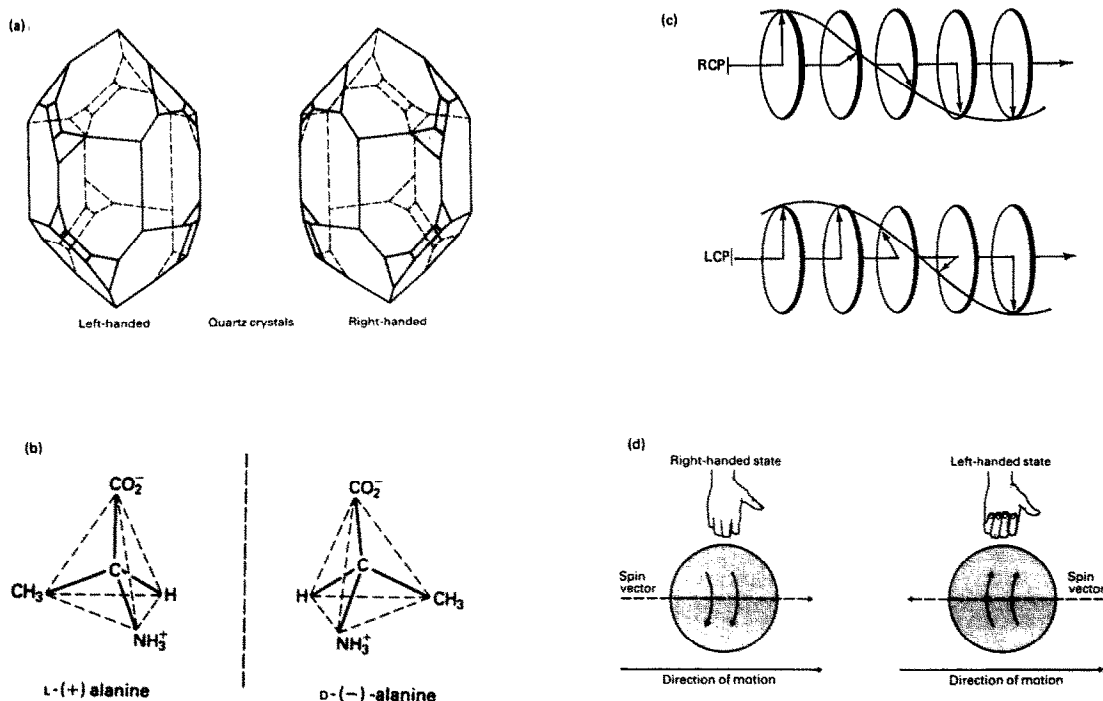 (a)
Left-handed Quartz crystals Right-handed
(b)
CO₂⁻
CH₃ C H
NH₃⁺
L-(+) alanine
CO₂⁻
H C CH₃
NH₃⁺
D-(−)-alanine
(c)
RCP
LCP
(d)
Right-handed state
Spin
vector
Direction of motion
Left-handed state
Spin
vector
Direction of motion